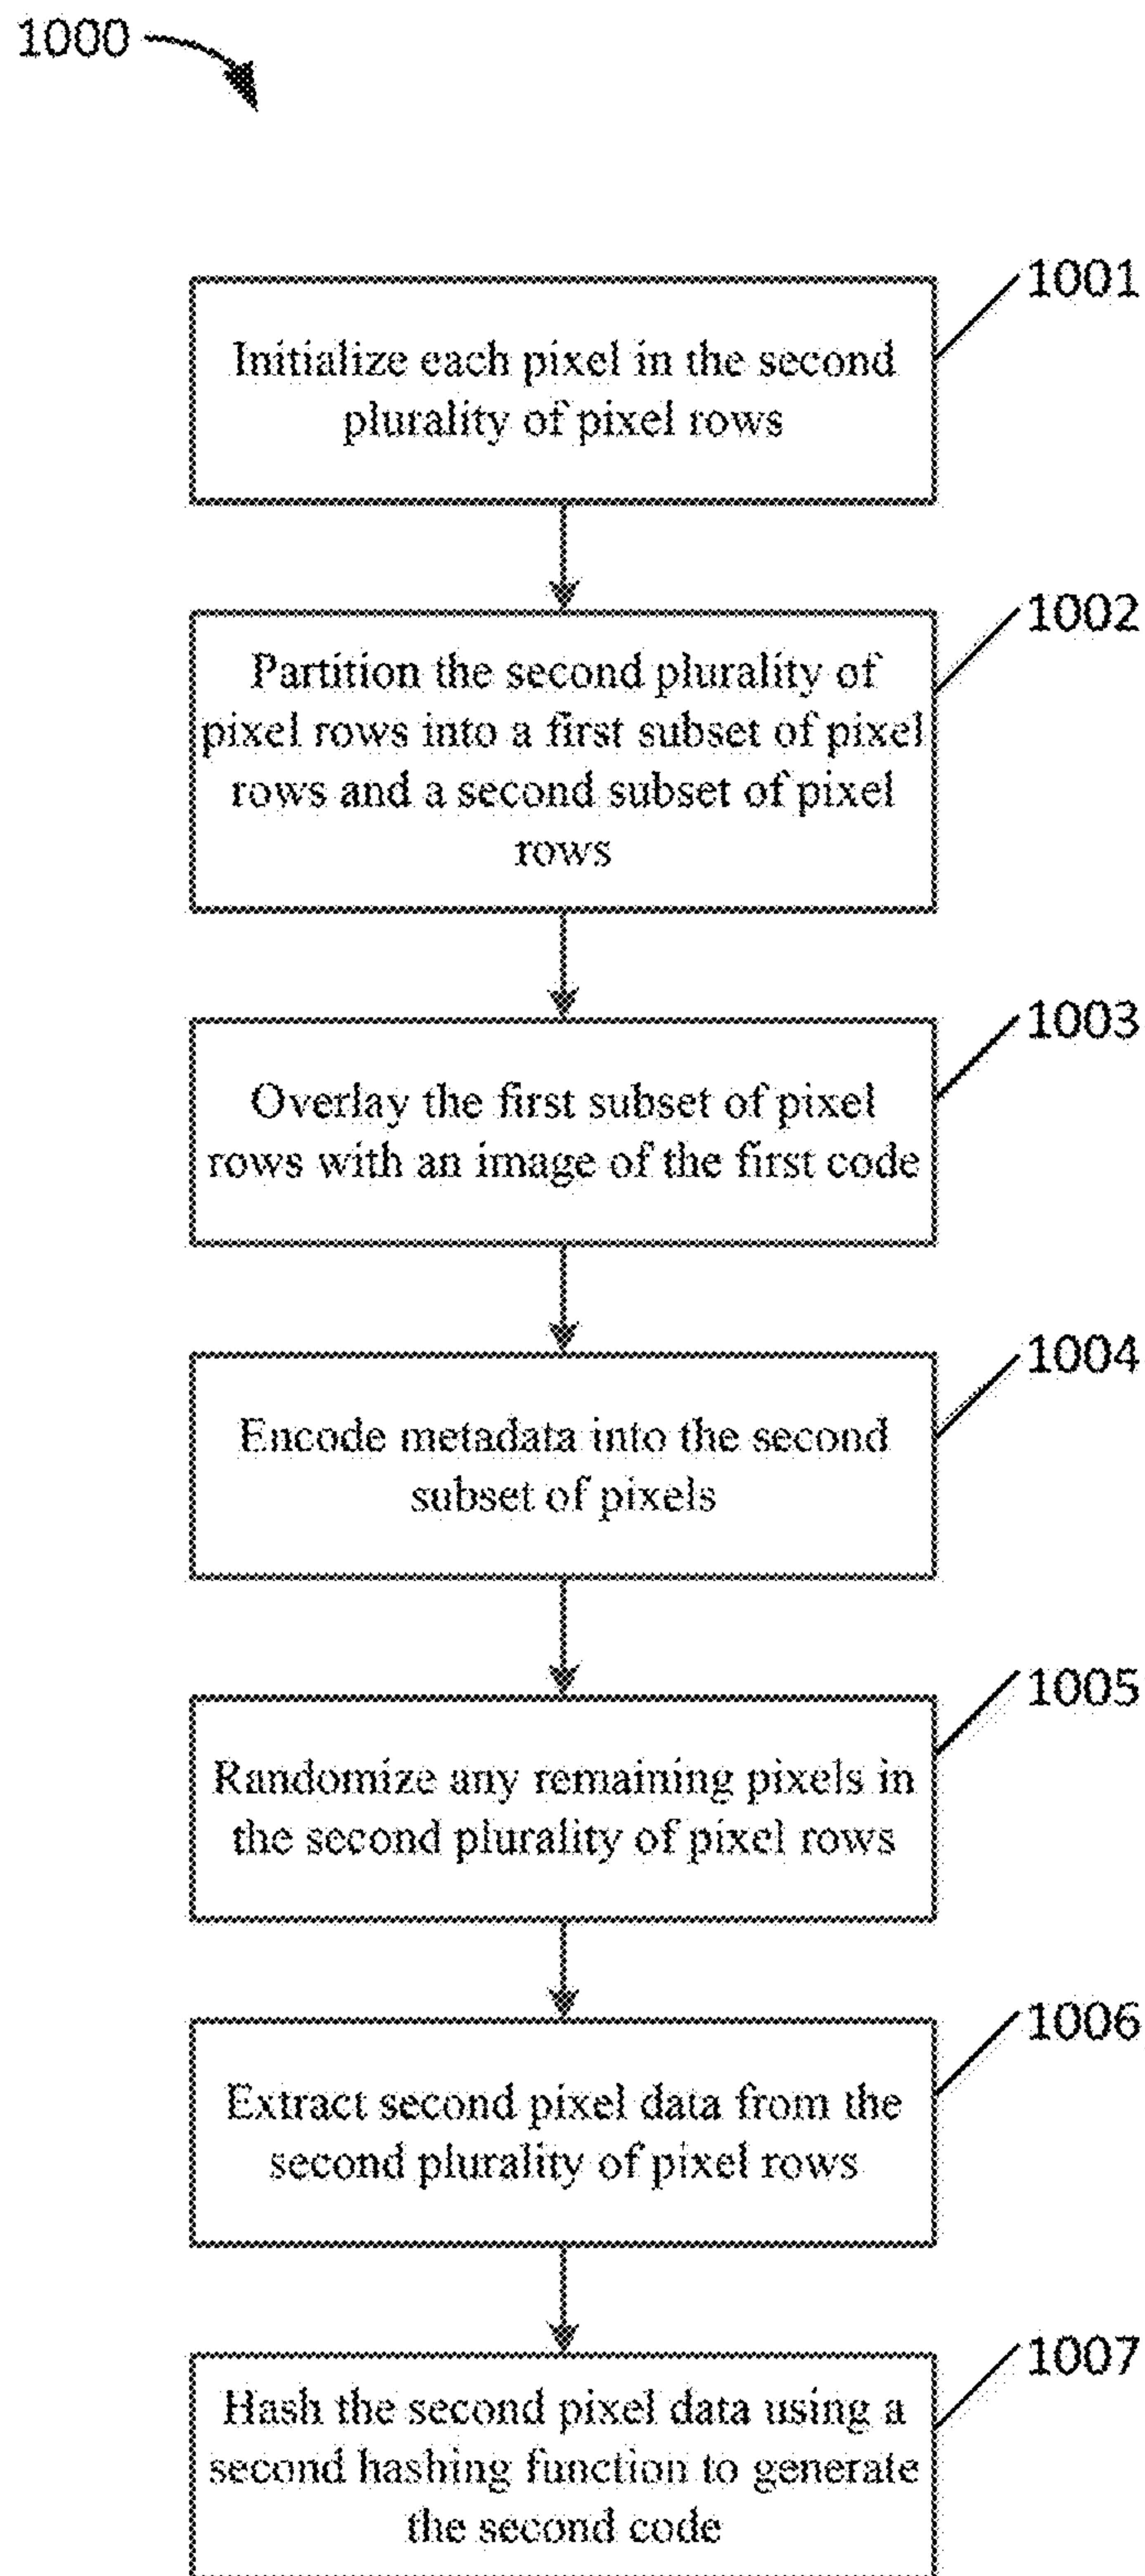 1000
1001
Initialize each pixel in the second
plurality of pixel rows
1002
Partition the second plurality of
pixel rows into a first subset of pixel
rows and a second subset of pixel
rows
1003
Overlay the first subset of pixel
rows with an image of the first code
1004
Encode metadata into the second
subset of pixels
1005
Randomize any remaining pixels in
the second plurality of pixel rows
1006
Extract second pixel data from the
second plurality of pixel rows
1007
Hash the second pixel data using a
second hashing function to generate
the second code